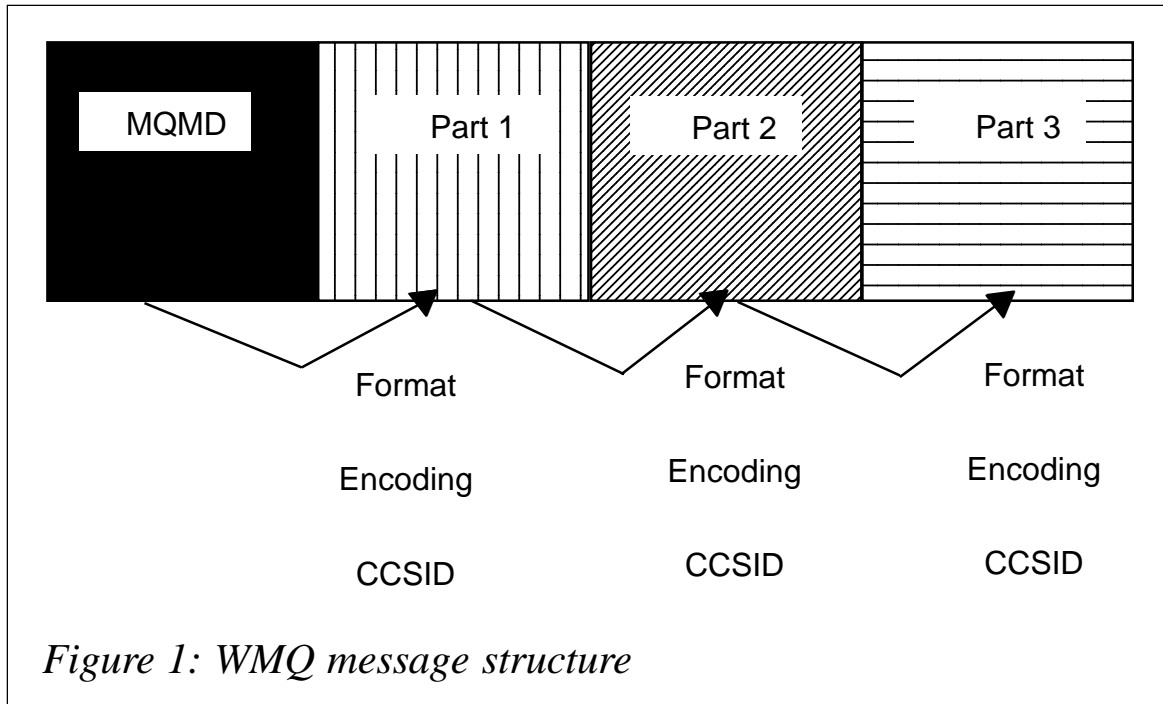 MQMD Part 1 Part 2 Part 3
Format Format Format
Encoding Encoding Encoding
CCSID CCSID CCSID
Figure 1: WMQ message structure